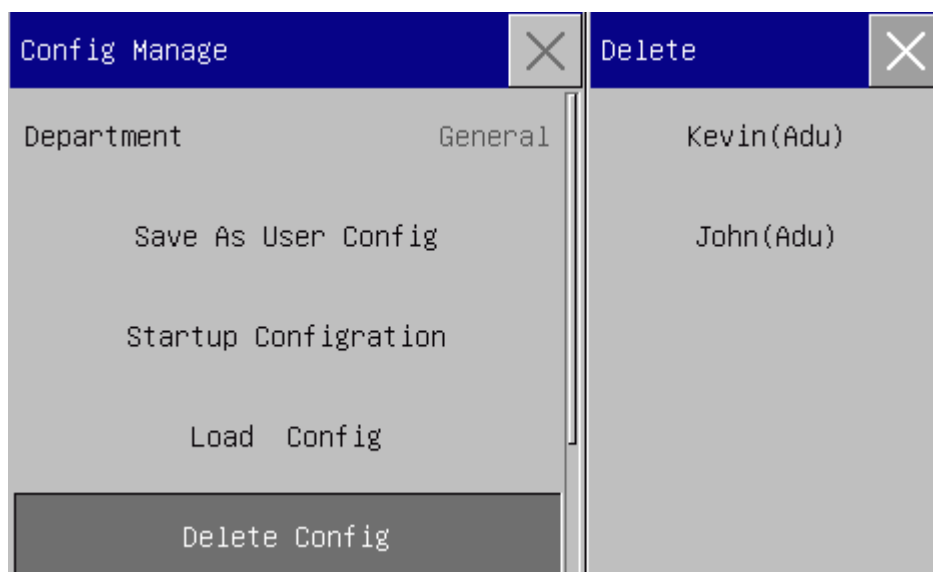 Config Manage
Department General
Save As User Config
Startup Configration
Load Config
Delete Config
Delete
Kevin(Adu)
John(Adu)